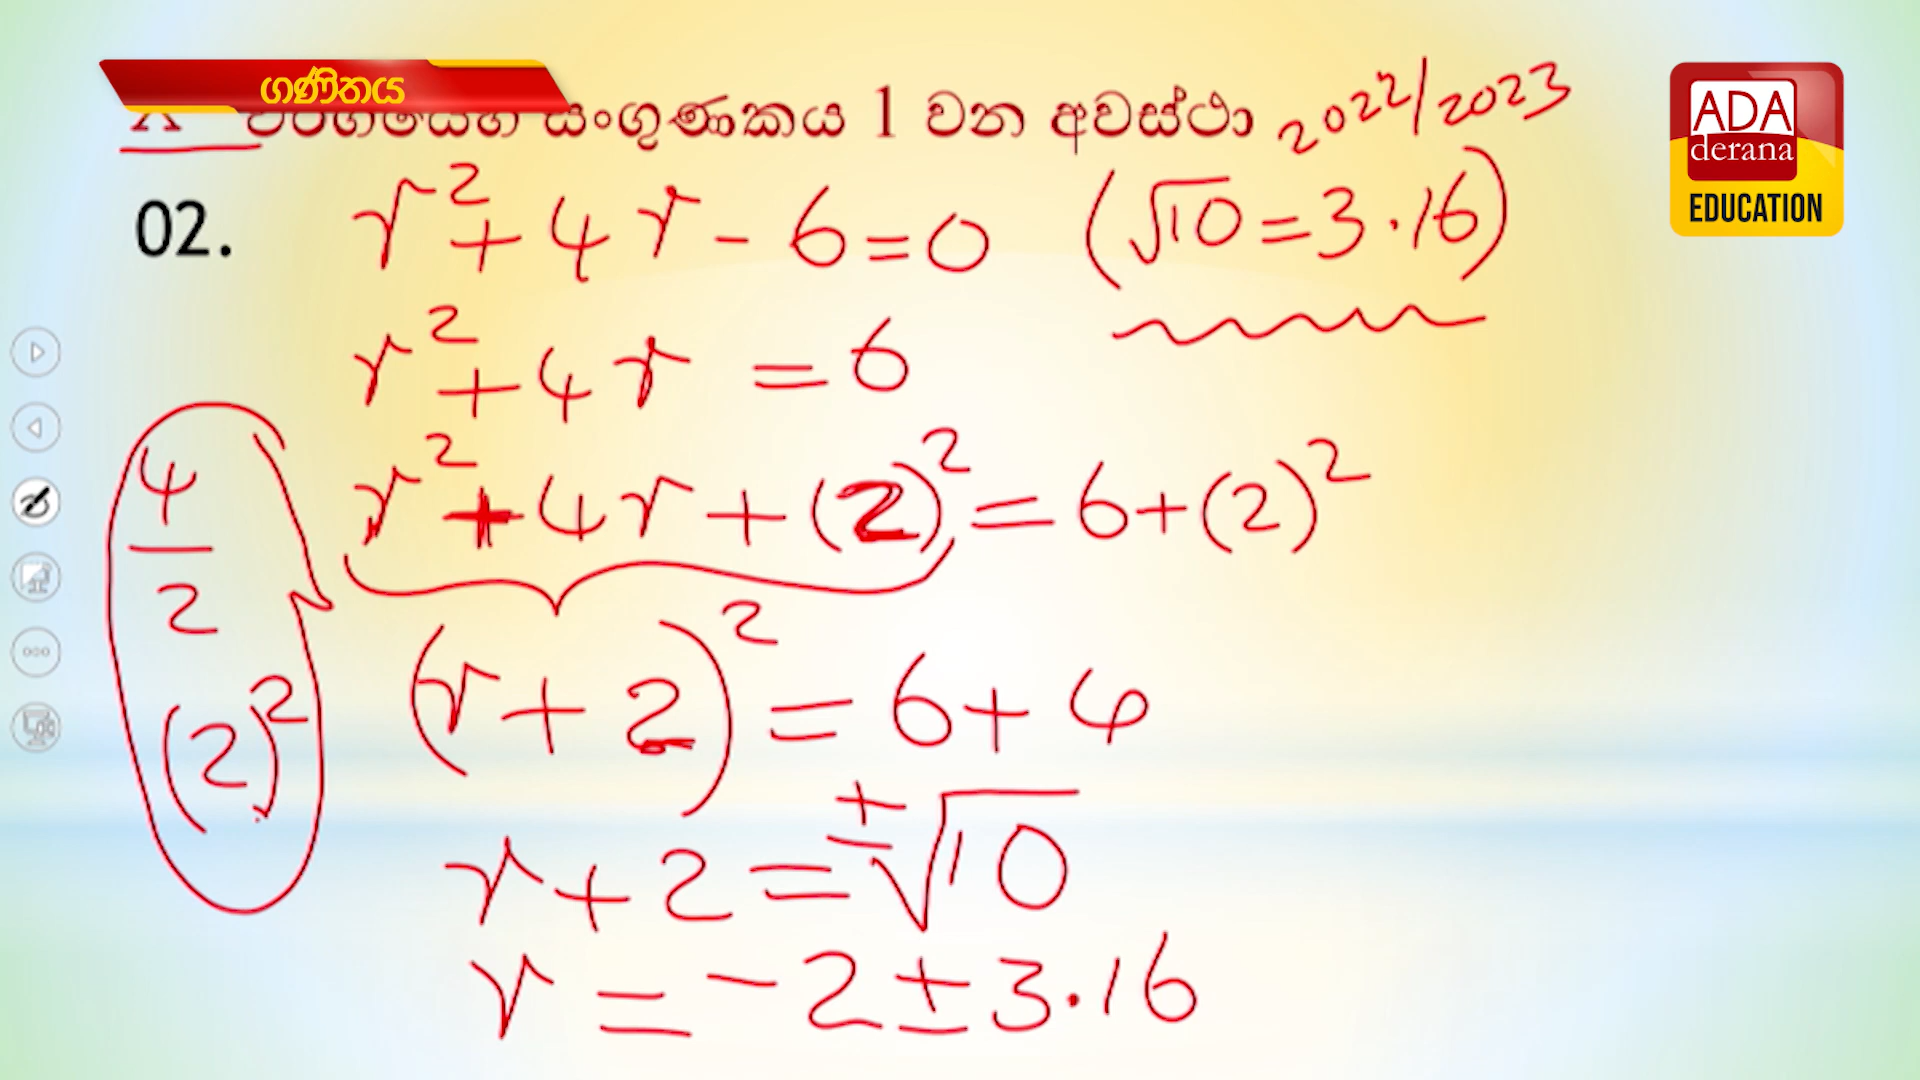 ගණිතය
සංගුණකය 1 වන අවස්ථා 2022/2023
ADA
derana
EDUCATION
02. r² + 4r - 6 = 0 (√10 = 3.16)
r² + 4r = 6
r² + 4r + (2)² = 6 + (2)²
4/2
(r + 2)² = 6 + 4
(2)²
r + 2 = ±√10
r = -2 ± 3.16